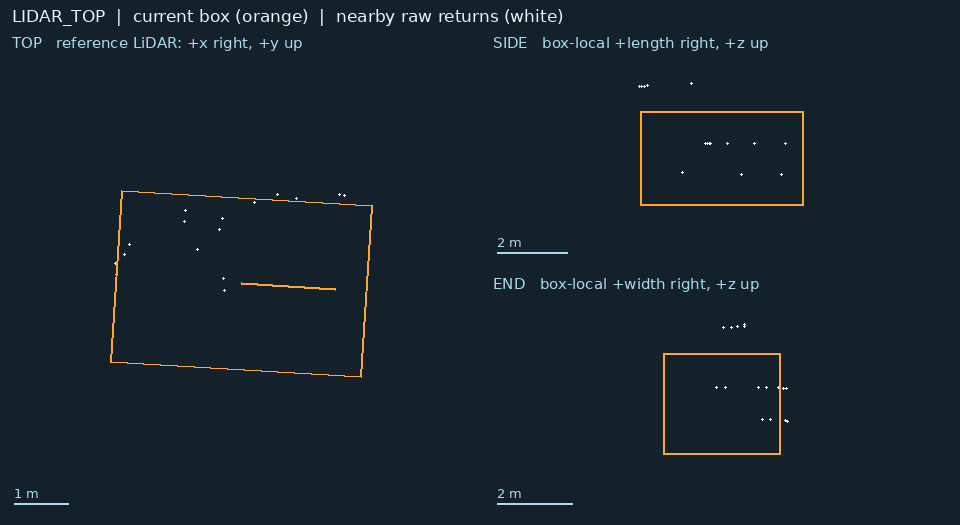 LIDAR_TOP | current box (orange) | nearby raw returns (white)
TOP reference LiDAR: +x right, +y up
SIDE box-local +length right, +z up
2 m
END box-local +width right, +z up
1 m
2 m